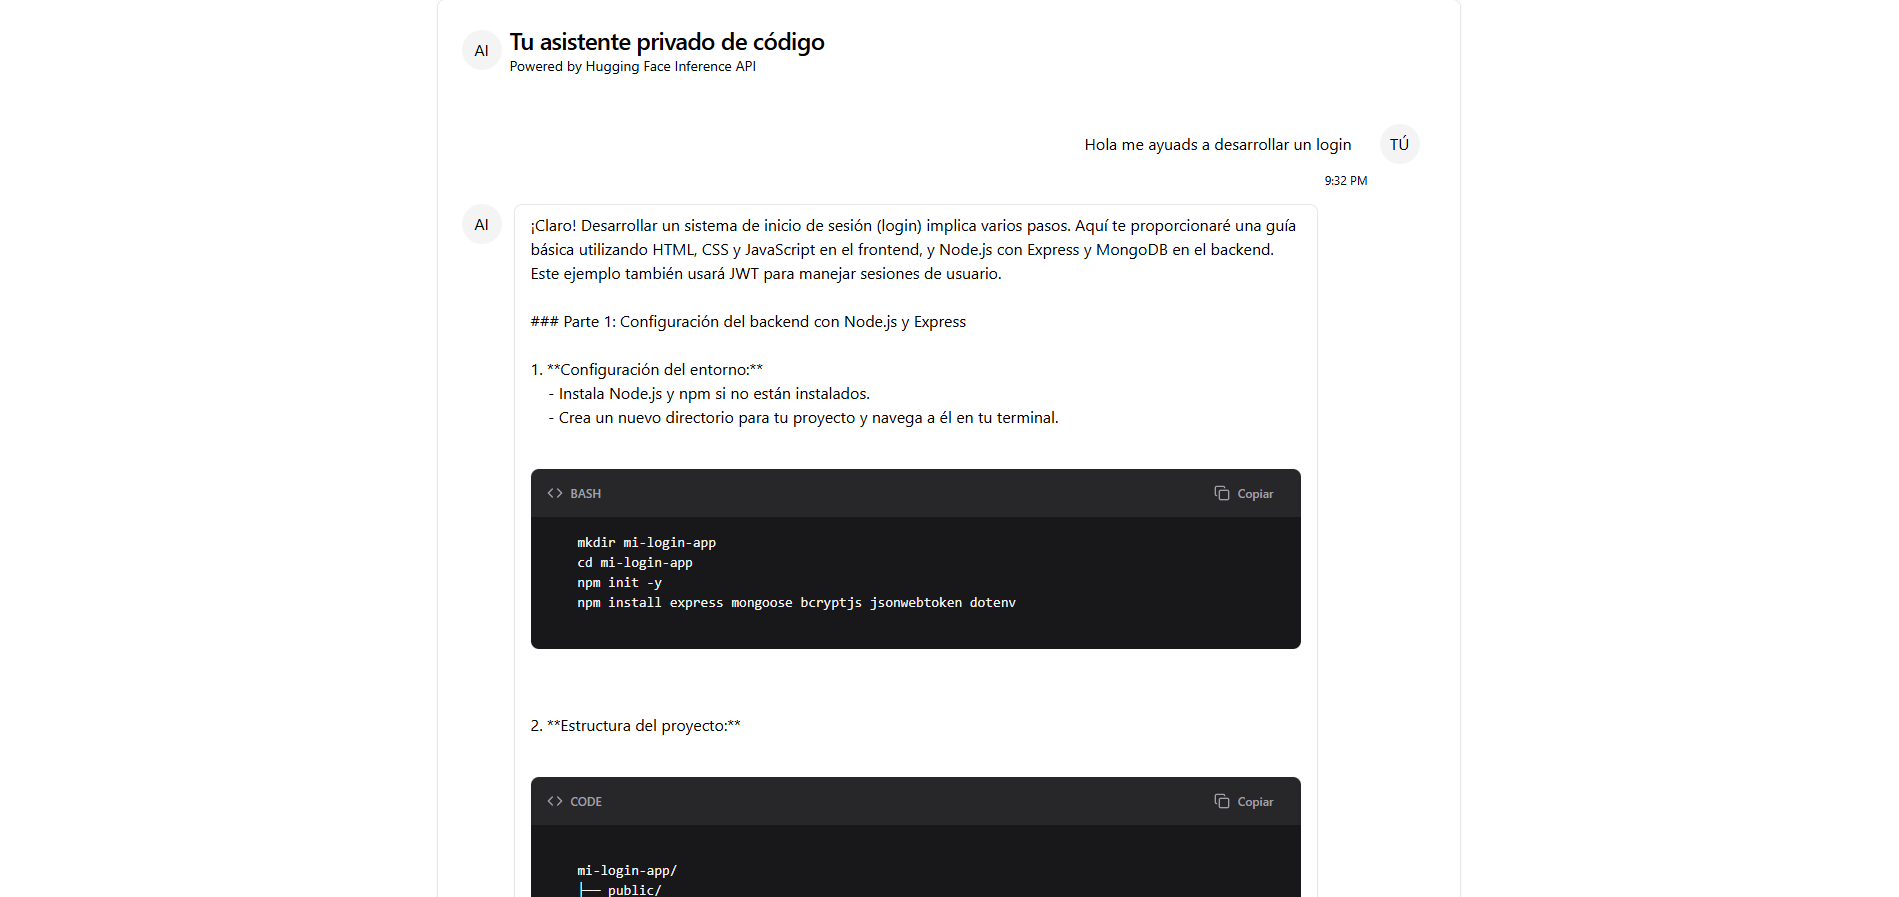 AI
Tu asistente privado de código
Powered by Hugging Face Inference API
Hola me ayuads a desarrollar un login
TÚ
9:32 PM
AI
¡Claro! Desarrollar un sistema de inicio de sesión (login) implica varios pasos. Aquí te proporcionaré una guía
básica utilizando HTML, CSS y JavaScript en el frontend, y Node.js con Express y MongoDB en el backend.
Este ejemplo también usará JWT para manejar sesiones de usuario.
### Parte 1: Configuración del backend con Node.js y Express
1. **Configuración del entorno:**
- Instala Node.js y npm si no están instalados.
- Crea un nuevo directorio para tu proyecto y navega a él en tu terminal.
<> BASH
Copiar
mkdir mi-login-app
cd mi-login-app
npm init -y
npm install express mongoose bcryptjs jsonwebtoken dotenv
2. **Estructura del proyecto:**
<> CODE
Copiar
mi-login-app/
├── public/